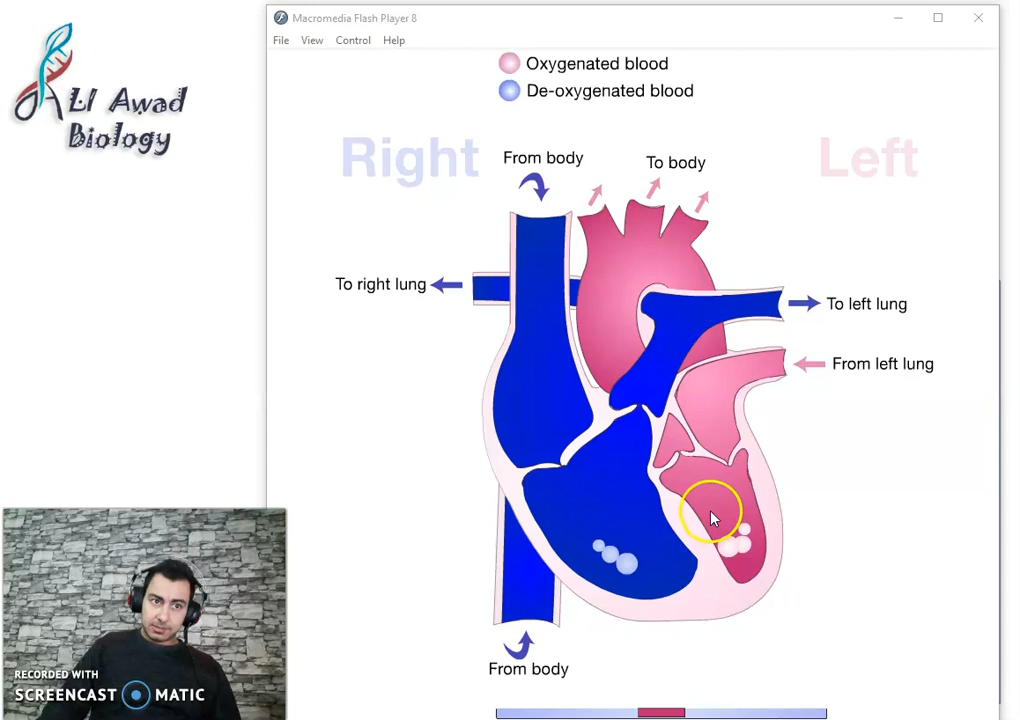 ALI Awad
Biology
Macromedia Flash Player 8
File View Control Help
Oxygenated blood
De-oxygenated blood
Right
Left
From body
To body
To right lung
To left lung
From left lung
From body
RECORDED WITH
SCREENCAST MATIC